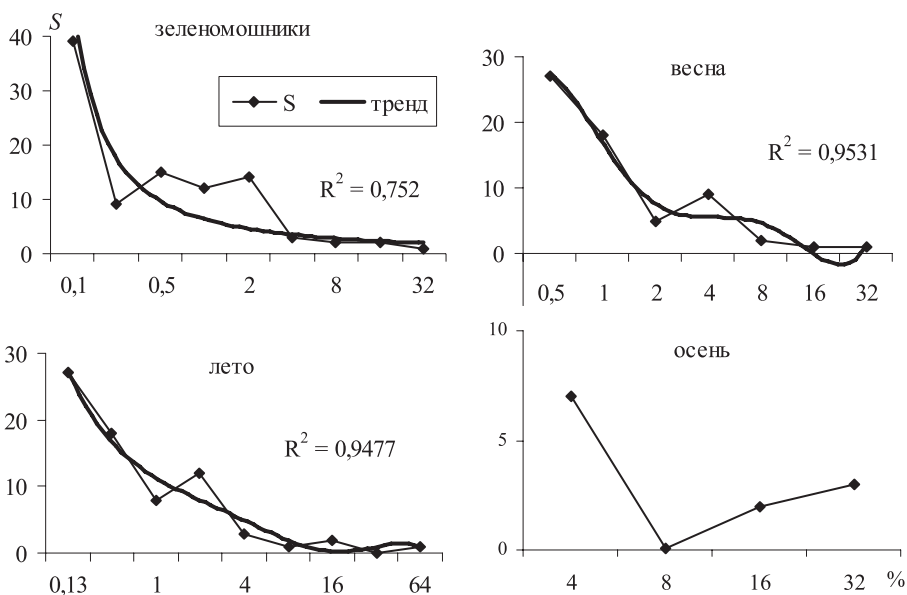 S
зеленомошники
40
30
20
10
0
S
тренд
R² = 0,752
0,1 0,5 2 8 32
весна
30
20
10
0
R² = 0,9531
0,5 1 2 4 8 16 32
лето
30
20
10
0
R² = 0,9477
0,13 1 4 16 64
осень
10
5
0
4 8 16 32 %